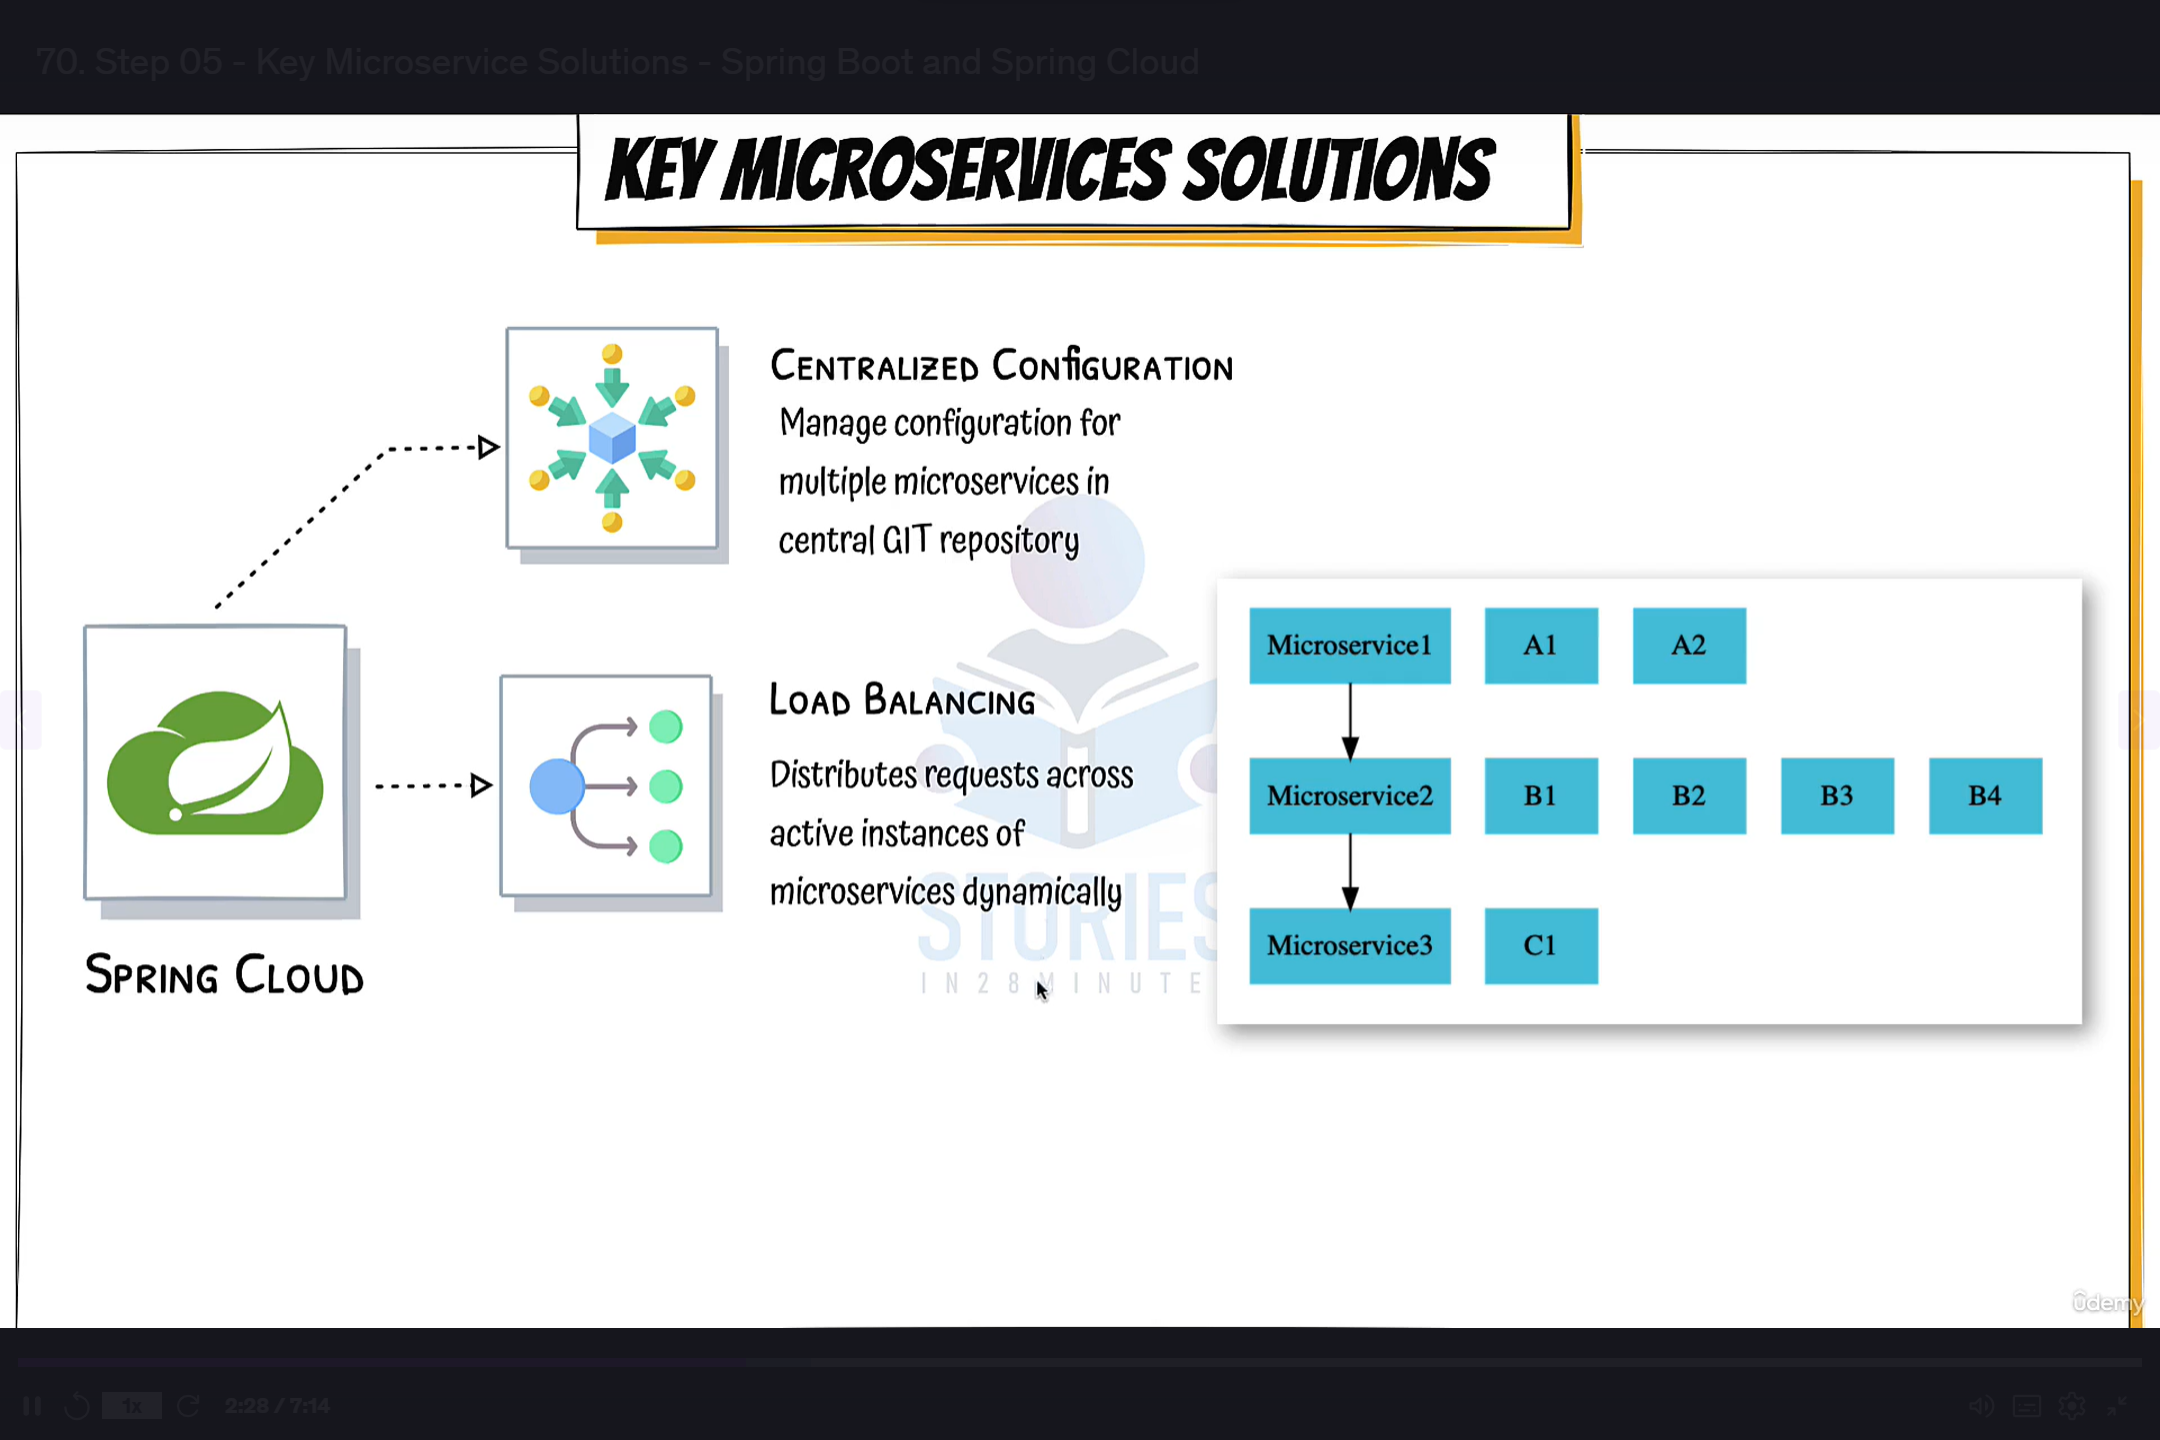 70. Step 05 - Key Microservice Solutions - Spring Boot and Spring Cloud
KEY MICROSERVICES SOLUTIONS
Centralized Configuration
Manage configuration for
multiple microservices in
central GIT repository
Load Balancing
Distributes requests across
active instances of
microservices dynamically
Spring Cloud
Microservice1 A1 A2
Microservice2 B1 B2 B3 B4
Microservice3 C1
STORIES
IN28MINUTE
ûdemy
1x 2:28 / 7:14